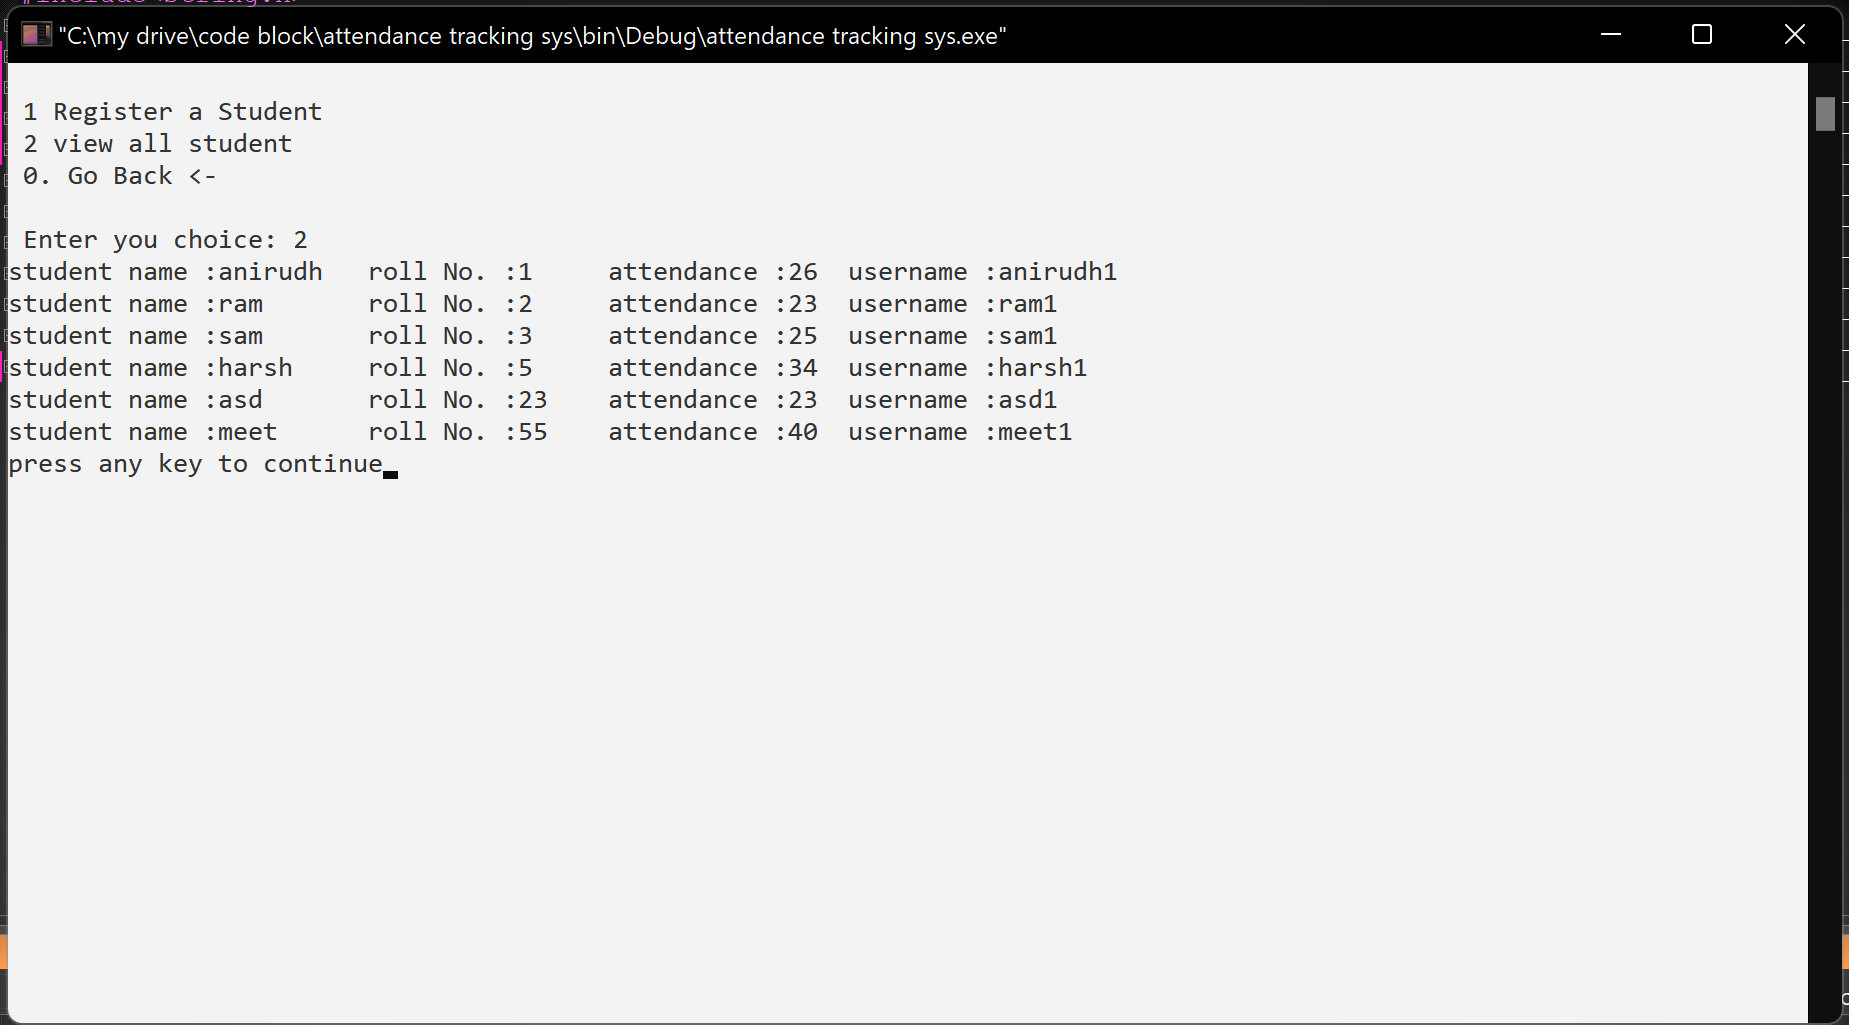 "C:\my drive\code block\attendance tracking sys\bin\Debug\attendance tracking sys.exe"
1 Register a Student
2 view all student
0. Go Back <-
Enter you choice: 2
student name :anirudh roll No. :1 attendance :26 username :anirudh1
student name :ram roll No. :2 attendance :23 username :ram1
student name :sam roll No. :3 attendance :25 username :sam1
student name :harsh roll No. :5 attendance :34 username :harsh1
student name :asd roll No. :23 attendance :23 username :asd1
student name :meet roll No. :55 attendance :40 username :meet1
press any key to continue